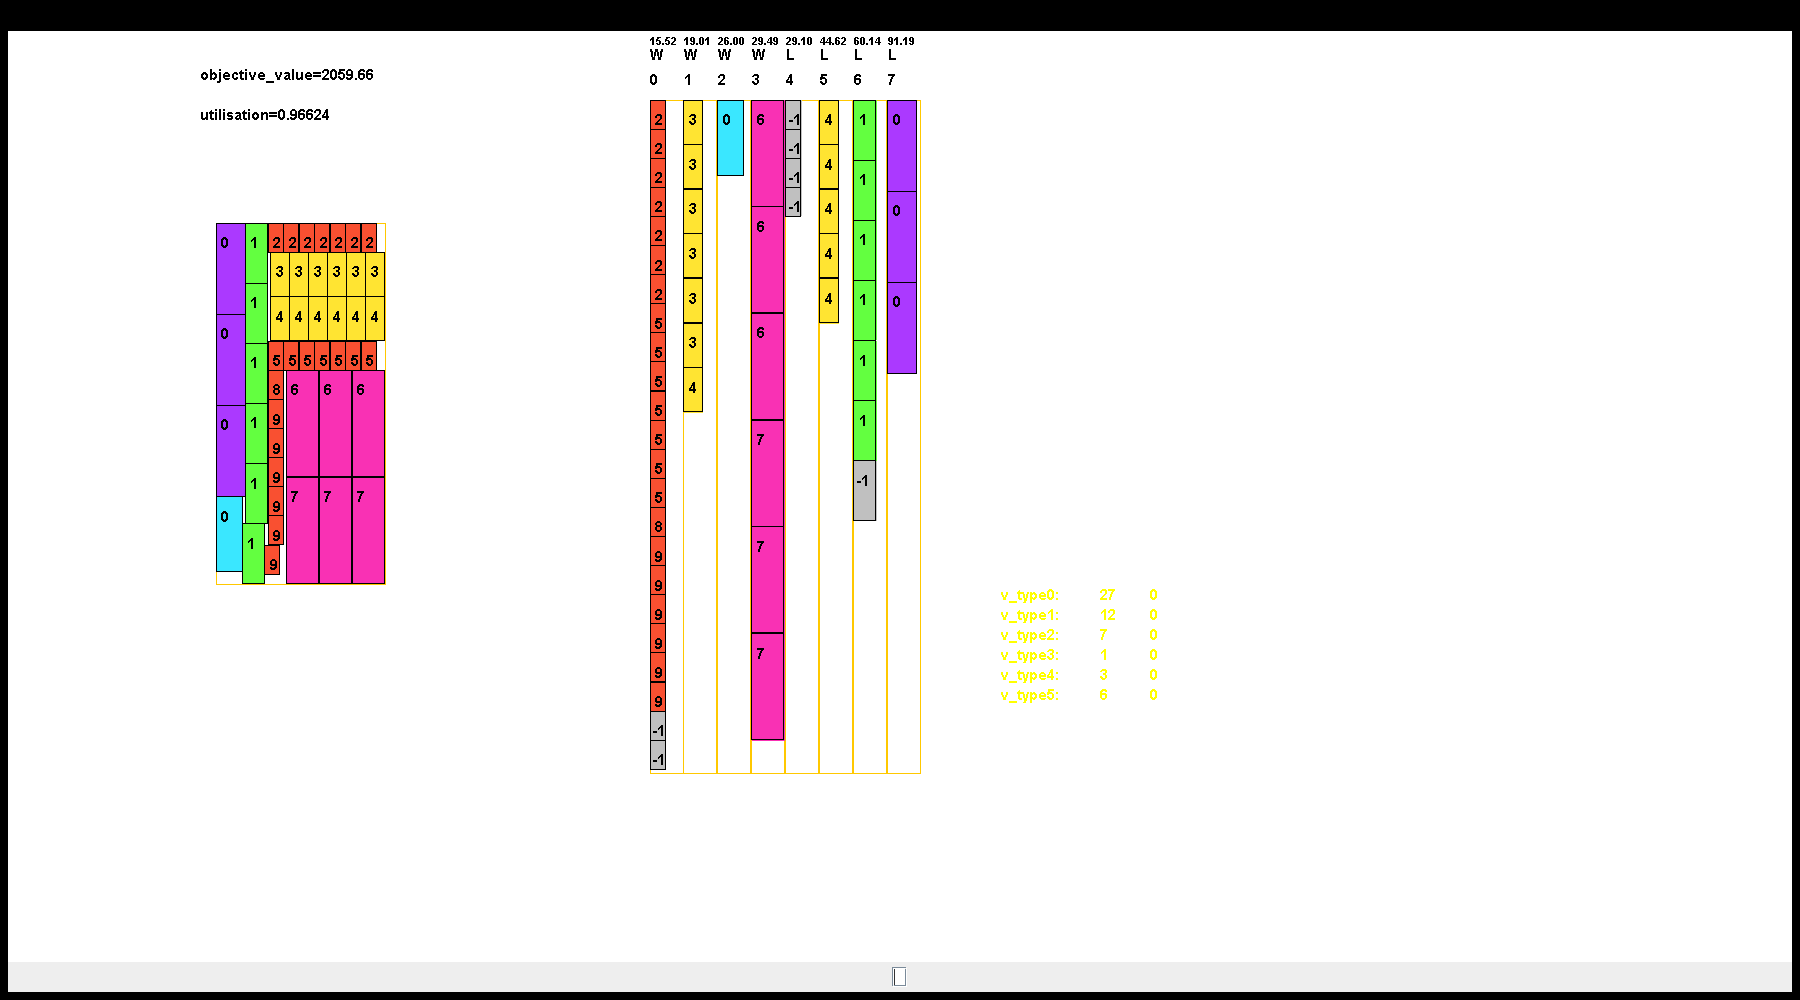 15.52 19.01 26.00 29.49 29.10 44.62 60.14 91.19
W W W W L L L L
objective_value=2059.66
0 1 2 3 4 5 6 7
utilisation=0.96624
2 3 0 6 -1 4 1 0
2 -1
3 4
2 -1 1
2 3 -1 4 0
6
2 1
0 1 2 2 2 2 2 2 2
3 4
2
3 3 3 3 3 3
2 3 4 1 0
1
4 4 4 4 4 4
5
0 6
3
5 1
1 5 5 5 5 5 5 5
5
8 6 6 6 4
5
9
0 1 1
5 7
9
5
9 -1
1
7 7 7 5
9
0
8
9
1 7
9
9
9
595 
v_type0: 27 0
9
v_type1: 12 0
v_type2: 7 0
9
7 v_type3: 1 0
9
v_type4: 3 0
v_type5: 6 0
9
-1
-1